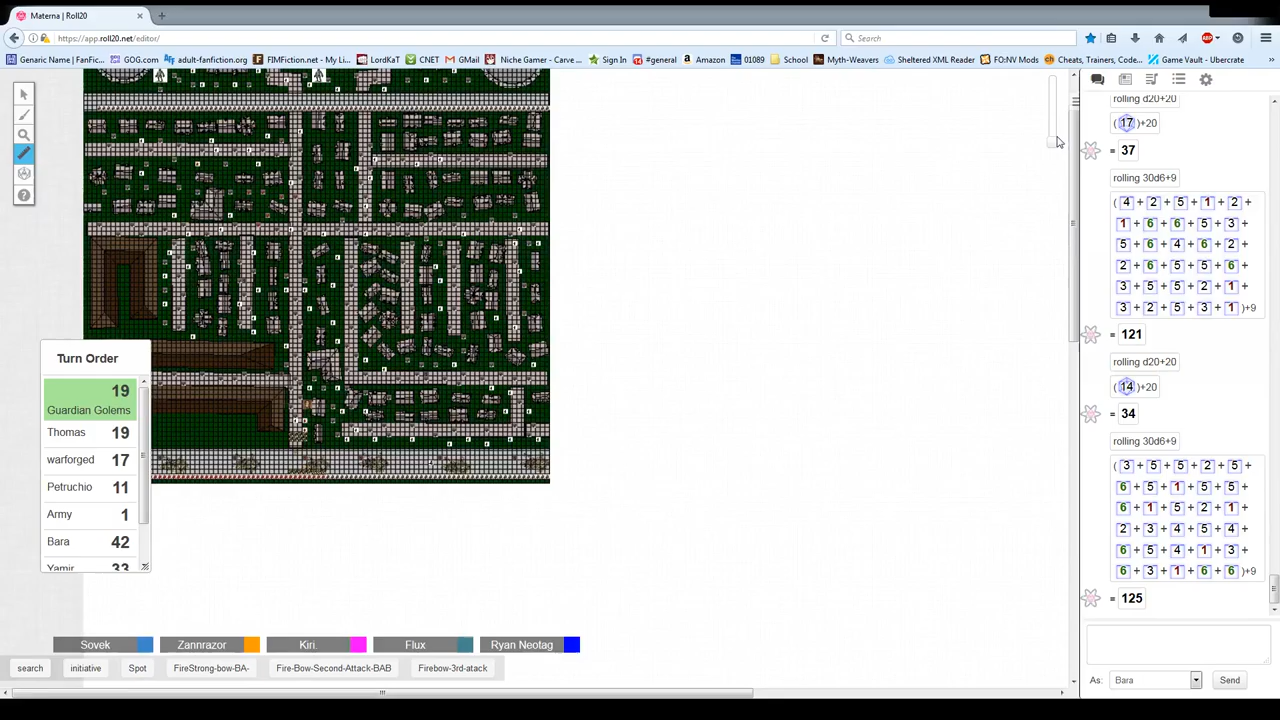 Materna | Roll20
https://app.roll20.net/editor/
Search
Generic Name | FanFic...
GOG.com
adult-fanfiction.org
FIMFiction.net - My Li...
LordKaT
CNET
GMail
Niche Gamer - Carve ...
Sign In
#general
Amazon
01089
School
Myth-Weavers
Sheltered XML Reader
FO:NV Mods
Cheats, Trainers, Code...
Game Vault - Ubercrate
ABP
rolling d20+20
(17)+20
= 37
rolling 30d6+9
(4+2+5+1+2+
1+6+6+5+3+
5+6+4+6+2+
2+6+5+5+6+
3+5+5+2+1+
3+2+5+3+1)+9
= 121
rolling d20+20
(14)+20
= 34
rolling 30d6+9
(3+5+5+2+5+
6+5+1+5+5+
6+1+5+2+1+
2+3+4+5+4+
6+5+4+1+3+
6+3+1+6+6)+9
= 125
Turn Order
19
Guardian Golems
Thomas 19
warforged 17
Petruchio 11
Army 1
Bara 42
Yamir 33
Sovek
Zannrazor
Kiri.
Flux
Ryan Neotag
search
initiative
Spot
FireStrong-bow-BA-
Fire-Bow-Second-Attack-BAB
Firebow-3rd-atack
As: Bara
Send